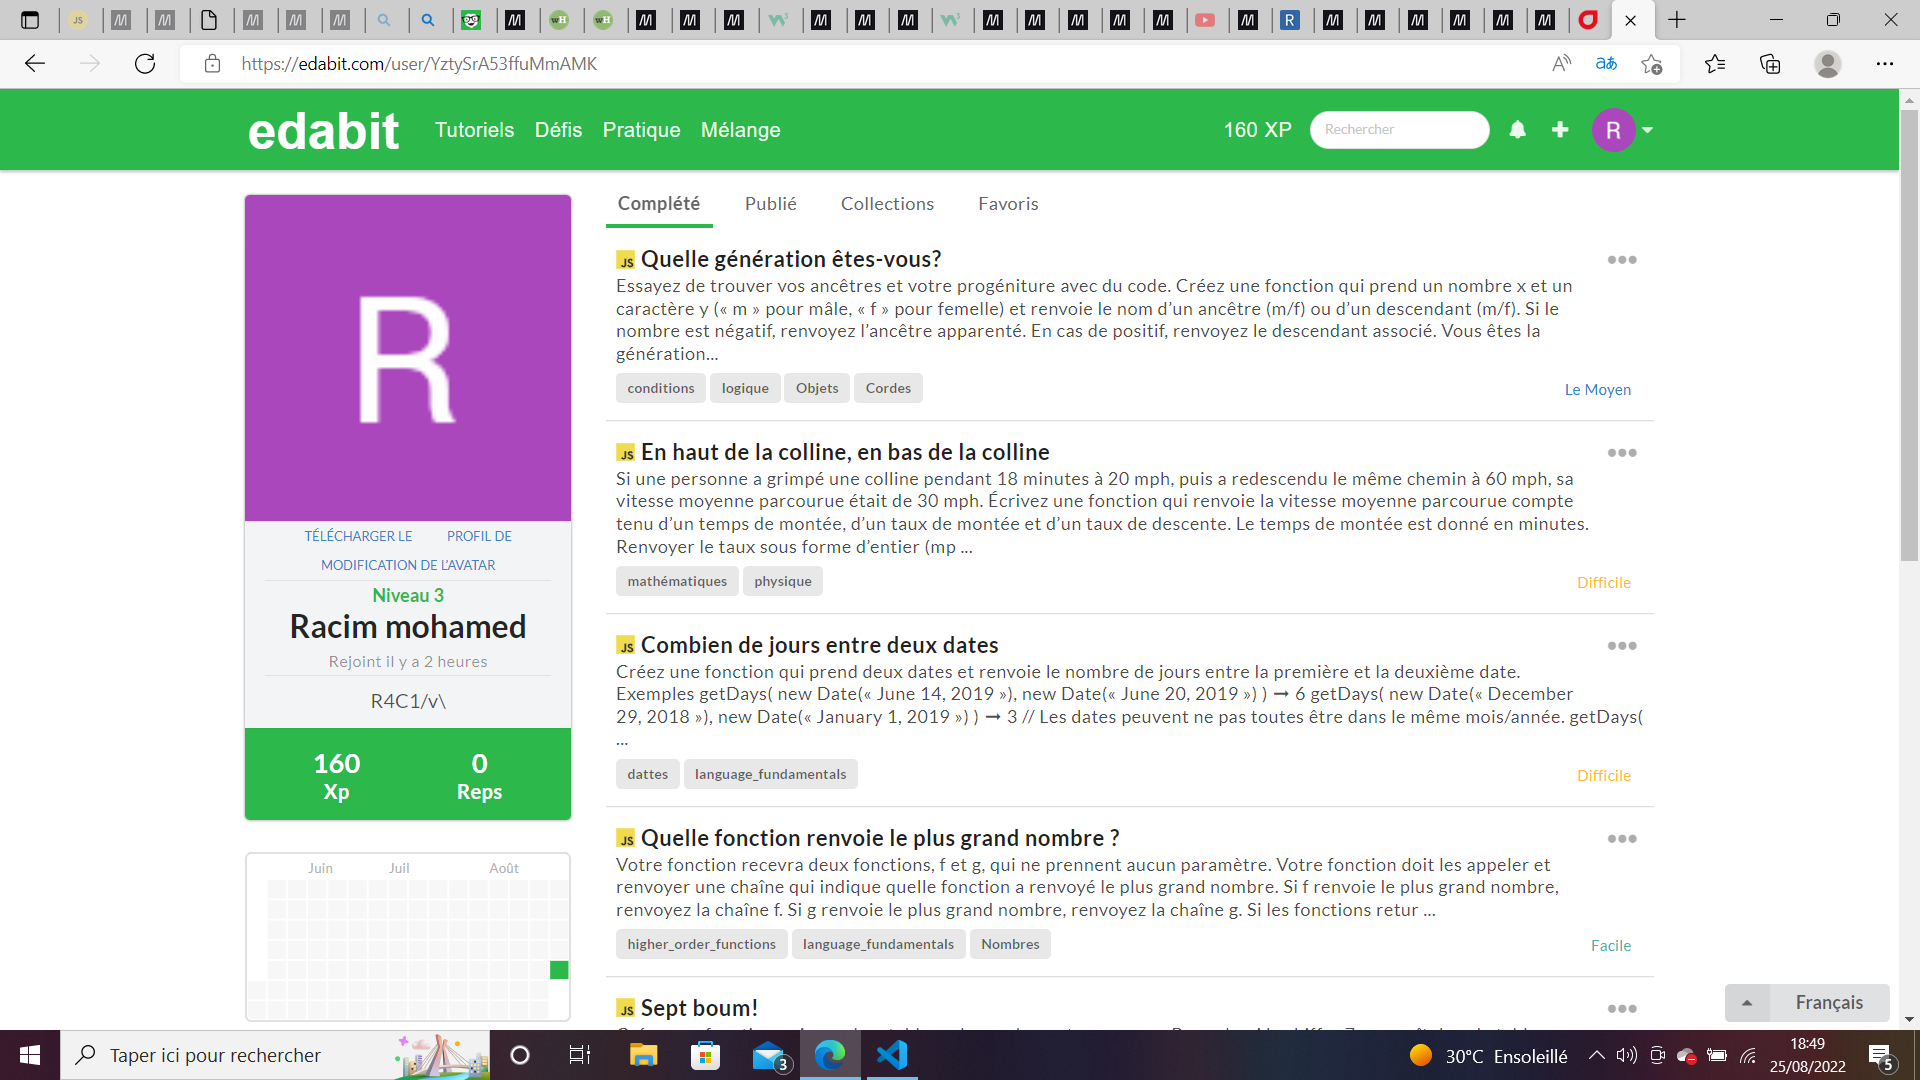 https://edabit.com/user/YztySrA53ffuMmAMK
edabit Tutoriels Défis Pratique Mélange 160 XP Rechercher R
R
TÉLÉCHARGER LE PROFIL DE
MODIFICATION DE L'AVATAR
Niveau 3
Racim mohamed
Rejoint il y a 2 heures
R4C1/v\
160 0
Xp Reps
Juin Juil Août
Complété Publié Collections Favoris
JS Quelle génération êtes-vous?
Essayez de trouver vos ancêtres et votre progéniture avec du code. Créez une fonction qui prend un nombre x et un
caractère y (« m » pour mâle, « f » pour femelle) et renvoie le nom d’un ancêtre (m/f) ou d’un descendant (m/f). Si le
nombre est négatif, renvoyez l’ancêtre apparenté. En cas de positif, renvoyez le descendant associé. Vous êtes la
génération...
conditions logique Objets Cordes Le Moyen
JS En haut de la colline, en bas de la colline
Si une personne a grimpé une colline pendant 18 minutes à 20 mph, puis a redescendu le même chemin à 60 mph, sa
vitesse moyenne parcourue était de 30 mph. Écrivez une fonction qui renvoie la vitesse moyenne parcourue compte
tenu d’un temps de montée, d’un taux de montée et d’un taux de descente. Le temps de montée est donné en minutes.
Renvoyer le taux sous forme d’entier (mp ...
mathématiques physique Difficile
JS Combien de jours entre deux dates
Créez une fonction qui prend deux dates et renvoie le nombre de jours entre la première et la deuxième date.
Exemples getDays( new Date(« June 14, 2019 »), new Date(« June 20, 2019 ») ) ➞ 6 getDays( new Date(« December
29, 2018 »), new Date(« January 1, 2019 ») ) ➞ 3 // Les dates peuvent ne pas toutes être dans le même mois/année. getDays(
...
dattes language_fundamentals Difficile
JS Quelle fonction renvoie le plus grand nombre ?
Votre fonction recevra deux fonctions, f et g, qui ne prennent aucun paramètre. Votre fonction doit les appeler et
renvoyer une chaîne qui indique quelle fonction a renvoyé le plus grand nombre. Si f renvoie le plus grand nombre,
renvoyez la chaîne f. Si g renvoie le plus grand nombre, renvoyez la chaîne g. Si les fonctions retur ...
higher_order_functions language_fundamentals Nombres Facile
JS Sept boum!
Français
Taper ici pour rechercher 3 30°C Ensoleillé 18:49
25/08/2022 5